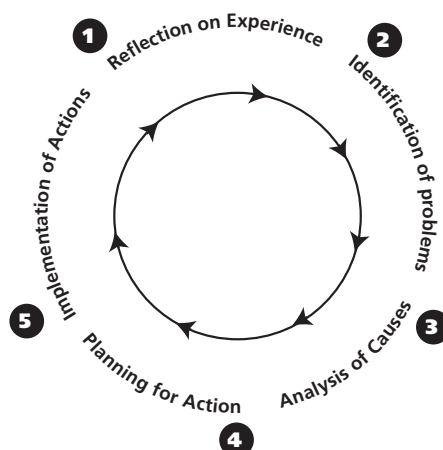 1
Reflection on Experience
2
Identification of problems
3
Analysis of Causes
4
Planning for Action
5
Implementation of Actions